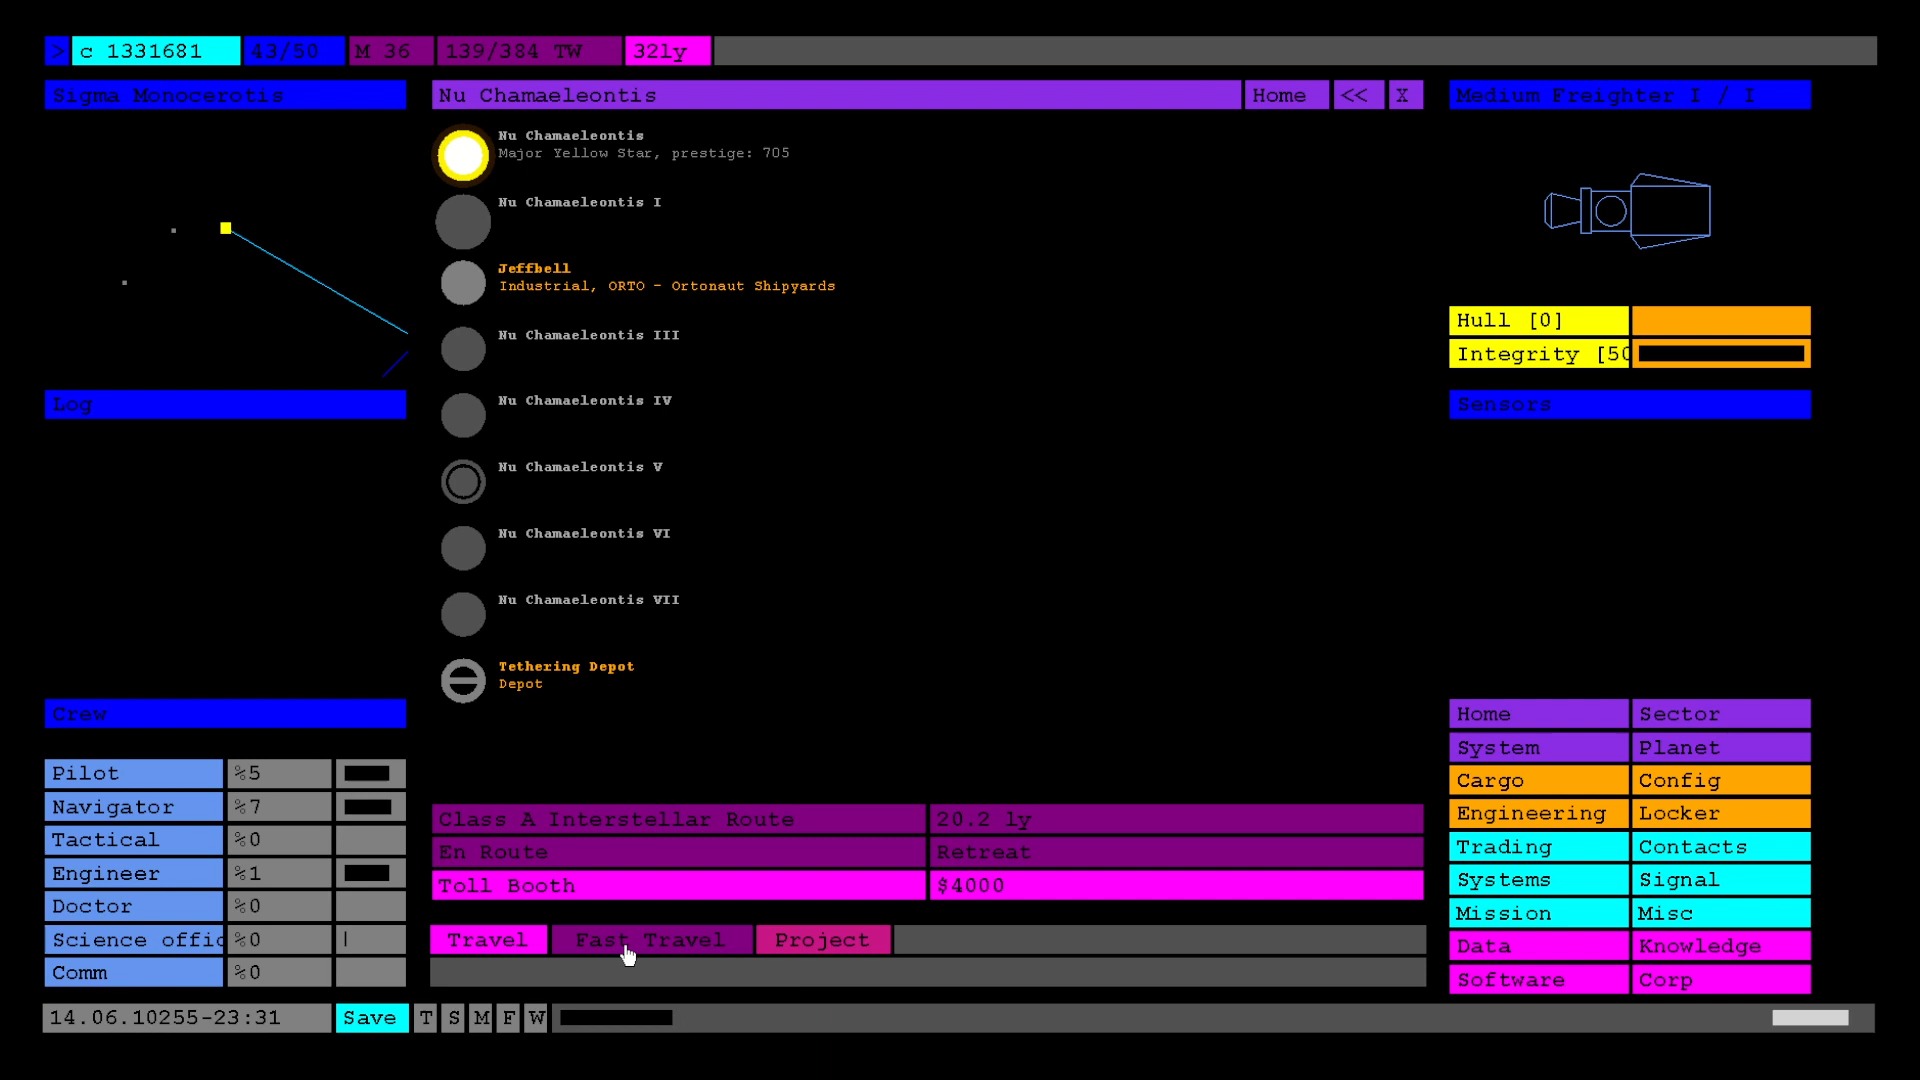 > c 1331681 43/50 M 36 139/384 TW 32ly
Sigma Monocerotis
Nu Chamaeleontis Home << X
Medium Freighter I / I
Nu Chamaeleontis
Major Yellow Star, prestige: 705
Nu Chamaeleontis I
Jeffbell
Industrial, ORTO - Ortonaut Shipyards
Nu Chamaeleontis III
Nu Chamaeleontis IV
Nu Chamaeleontis V
Nu Chamaeleontis VI
Nu Chamaeleontis VII
Tethering Depot
Depot
Hull [0]
Integrity [50
Log
Sensors
Crew
Pilot %5
Navigator %7
Tactical %0
Engineer %1
Doctor %0
Science offic %0
Comm %0
Class A Interstellar Route 20.2 ly
En Route Retreat
Toll Booth $4000
Travel Fast Travel Project
Home Sector
System Planet
Cargo Config
Engineering Locker
Trading Contacts
Systems Signal
Mission Misc
Data Knowledge
Software Corp
14.06.10255-23:31 Save T S M F W